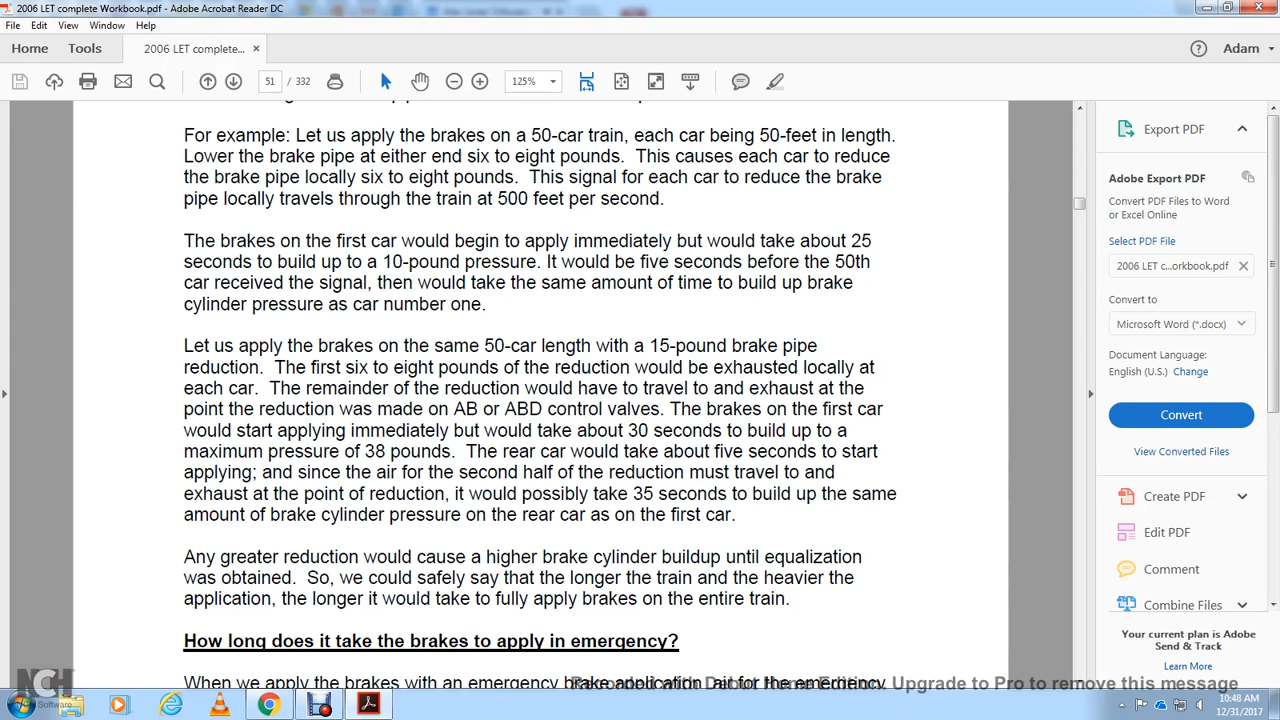 2006 LET complete Workbook.pdf - Adobe Acrobat Reader DC
File Edit View Window Help
Home Tools 2006 LET complete... × Adam
51 / 332 125%
For example: Let us apply the brakes on a 50-car train, each car being 50-feet in length.
Lower the brake pipe at either end six to eight pounds. This causes each car to reduce
the brake pipe locally six to eight pounds. This signal for each car to reduce the brake
pipe locally travels through the train at 500 feet per second.
The brakes on the first car would begin to apply immediately but would take about 25
seconds to build up to a 10-pound pressure. It would be five seconds before the 50th
car received the signal, then would take the same amount of time to build up brake
cylinder pressure as car number one.
Let us apply the brakes on the same 50-car length with a 15-pound brake pipe
reduction. The first six to eight pounds of the reduction would be exhausted locally at
each car. The remainder of the reduction would have to travel to and exhaust at the
point the reduction was made on AB or ABD control valves. The brakes on the first car
would start applying immediately but would take about 30 seconds to build up to a
maximum pressure of 38 pounds. The rear car would take about five seconds to start
applying; and since the air for the second half of the reduction must travel to and
exhaust at the point of reduction, it would possibly take 35 seconds to build up the same
amount of brake cylinder pressure on the rear car as on the first car.
Any greater reduction would cause a higher brake cylinder buildup until equalization
was obtained. So, we could safely say that the longer the train and the heavier the
application, the longer it would take to fully apply brakes on the entire train.
How long does it take the brakes to apply in emergency?
When we apply the brakes with an emergency brake application air for the emergency
Export PDF
Adobe Export PDF
Convert PDF Files to Word
or Excel Online
Select PDF File
2006 LET c...orkbook.pdf
Convert to
Microsoft Word (*.docx)
Document Language:
English (U.S.) Change
Convert
View Converted Files
Create PDF
Edit PDF
Comment
Combine Files
Your current plan is Adobe
Send & Track
Learn More
Upgrade to Pro to remove this message
NCH
Software
10:48 AM
12/31/2017